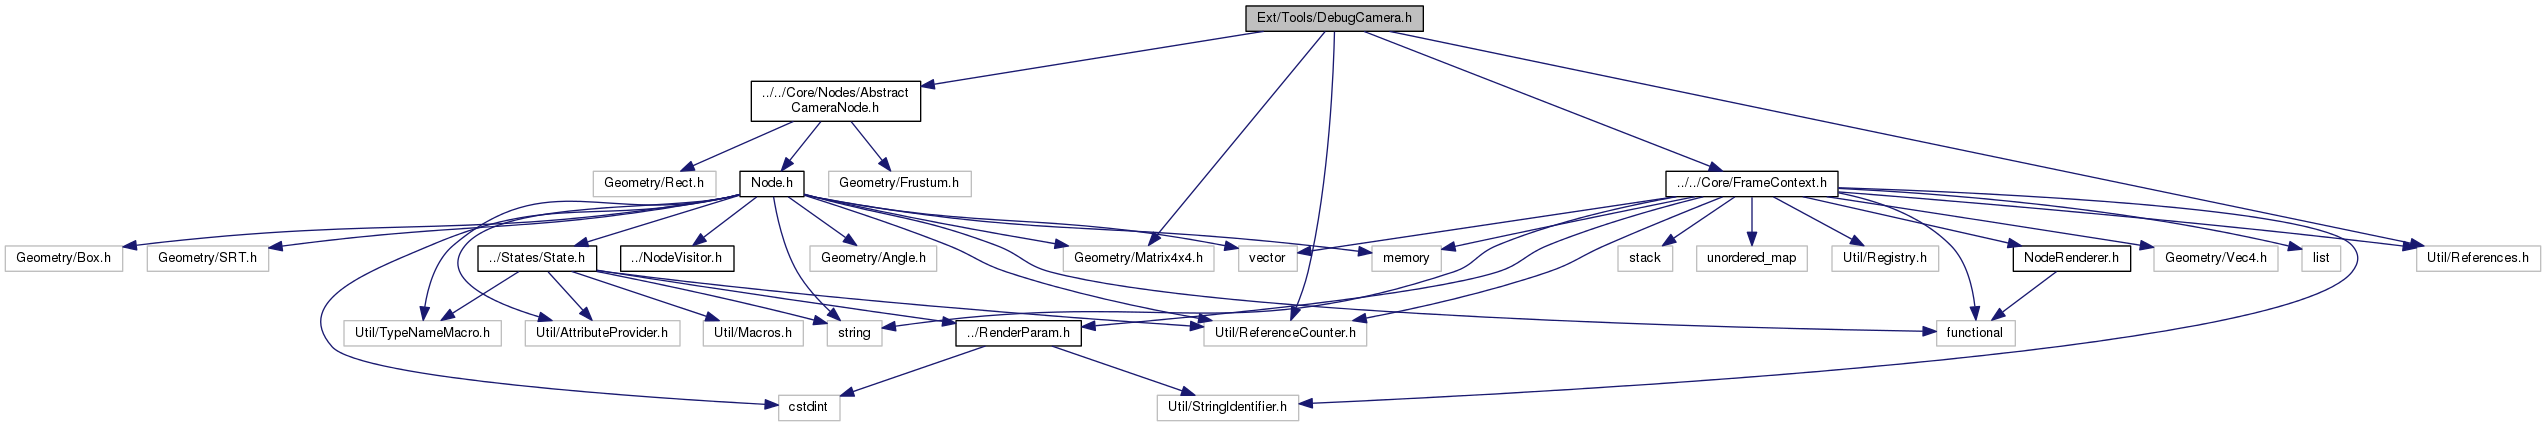 Ext/Tools/DebugCamera.h
../../Core/Nodes/Abstract
CameraNode.h
Geometry/Rect.h
Node.h
Geometry/Frustum.h
../../Core/FrameContext.h
Geometry/Box.h
Geometry/SRT.h
../States/State.h
../NodeVisitor.h
Geometry/Angle.h
Geometry/Matrix4x4.h
vector
memory
stack
unordered_map
Util/Registry.h
NodeRenderer.h
Geometry/Vec4.h
list
Util/References.h
Util/TypeNameMacro.h
Util/AttributeProvider.h
Util/Macros.h
string
../RenderParam.h
Util/ReferenceCounter.h
functional
cstdint
Util/StringIdentifier.h